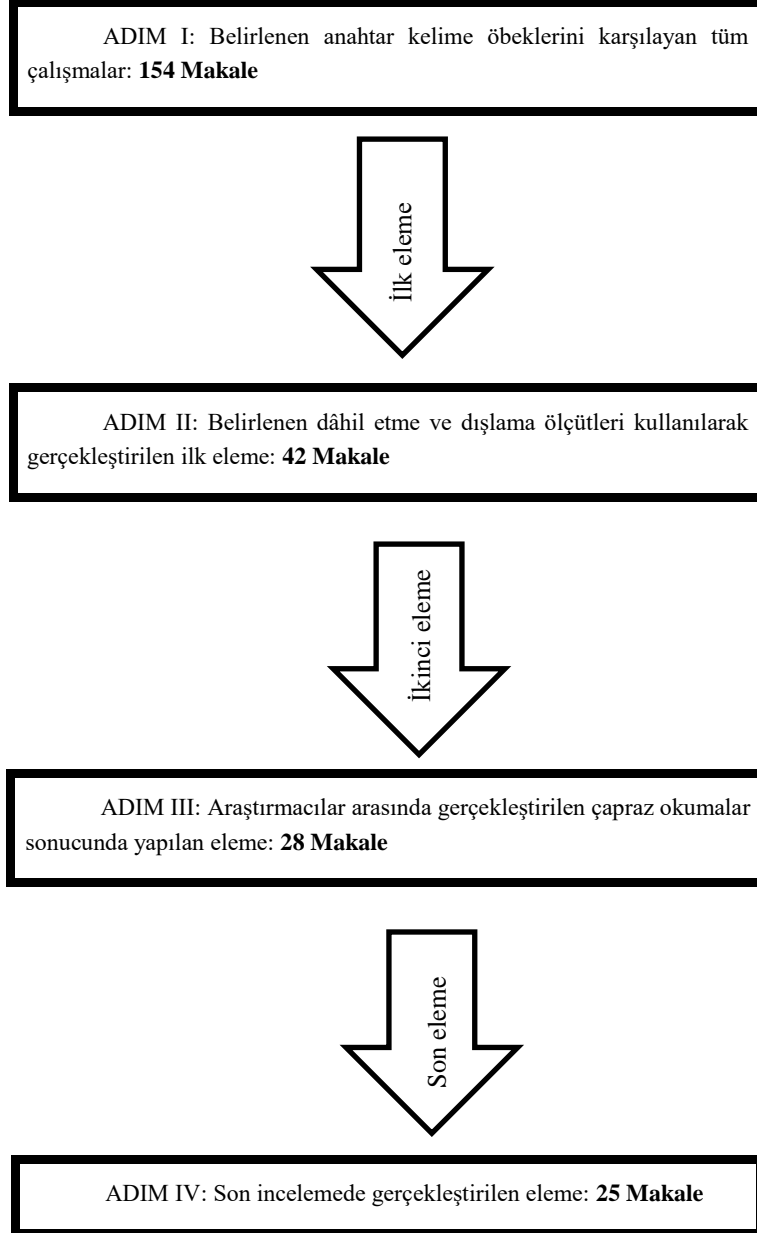 ADIM I: Belirlenen anahtar kelime öbeklerini karşılayan tüm
çalışmalar: 154 Makale
İlk eleme
ADIM II: Belirlenen dâhil etme ve dışlama ölçütleri kullanılarak
gerçekleştirilen ilk eleme: 42 Makale
İkinci eleme
ADIM III: Araştırmacılar arasında gerçekleştirilen çapraz okumalar
sonucunda yapılan eleme: 28 Makale
Son eleme
ADIM IV: Son incelemede gerçekleştirilen eleme: 25 Makale